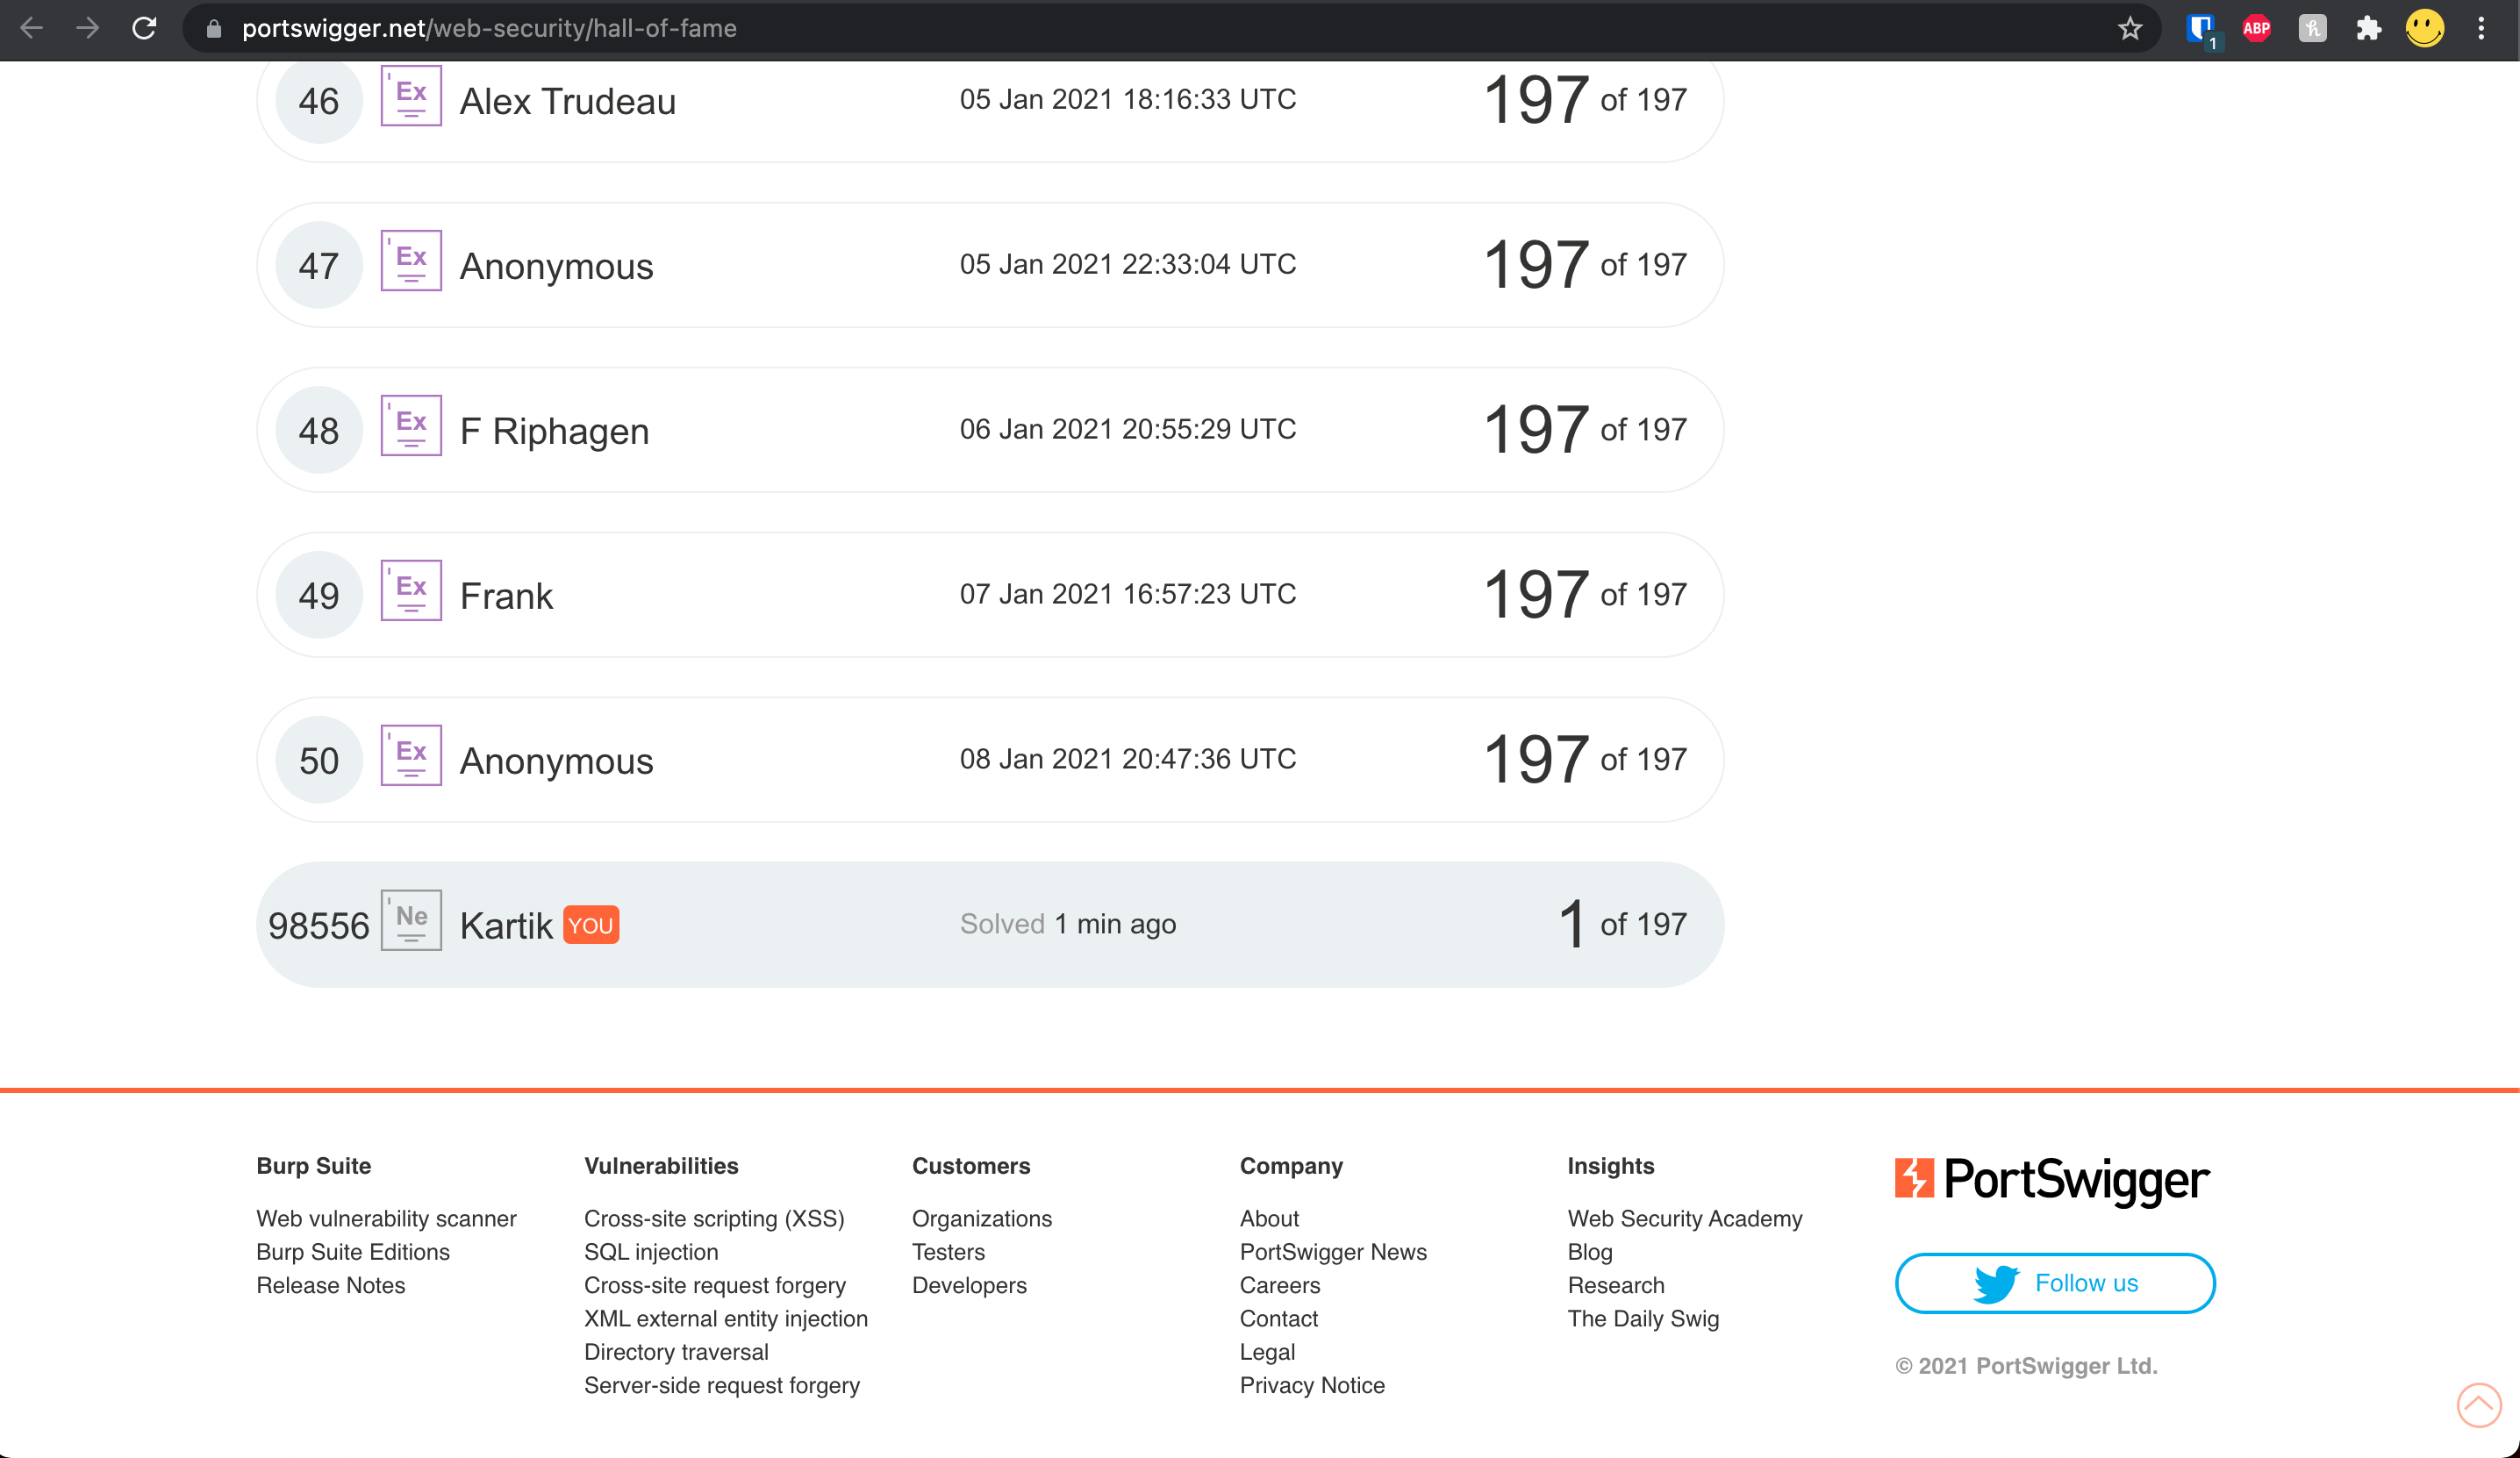 portswigger.net/web-security/hall-of-fame
1
ABP
h
46 Ex Alex Trudeau 05 Jan 2021 18:16:33 UTC 197 of 197
47 Ex Anonymous 05 Jan 2021 22:33:04 UTC 197 of 197
48 Ex F Riphagen 06 Jan 2021 20:55:29 UTC 197 of 197
49 Ex Frank 07 Jan 2021 16:57:23 UTC 197 of 197
50 Ex Anonymous 08 Jan 2021 20:47:36 UTC 197 of 197
98556 Ne Kartik YOU Solved 1 min ago 1 of 197
Burp Suite
Web vulnerability scanner
Burp Suite Editions
Release Notes
Vulnerabilities
Cross-site scripting (XSS)
SQL injection
Cross-site request forgery
XML external entity injection
Directory traversal
Server-side request forgery
Customers
Organizations
Testers
Developers
Company
About
PortSwigger News
Careers
Contact
Legal
Privacy Notice
Insights
Web Security Academy
Blog
Research
The Daily Swig
PortSwigger
Follow us
© 2021 PortSwigger Ltd.